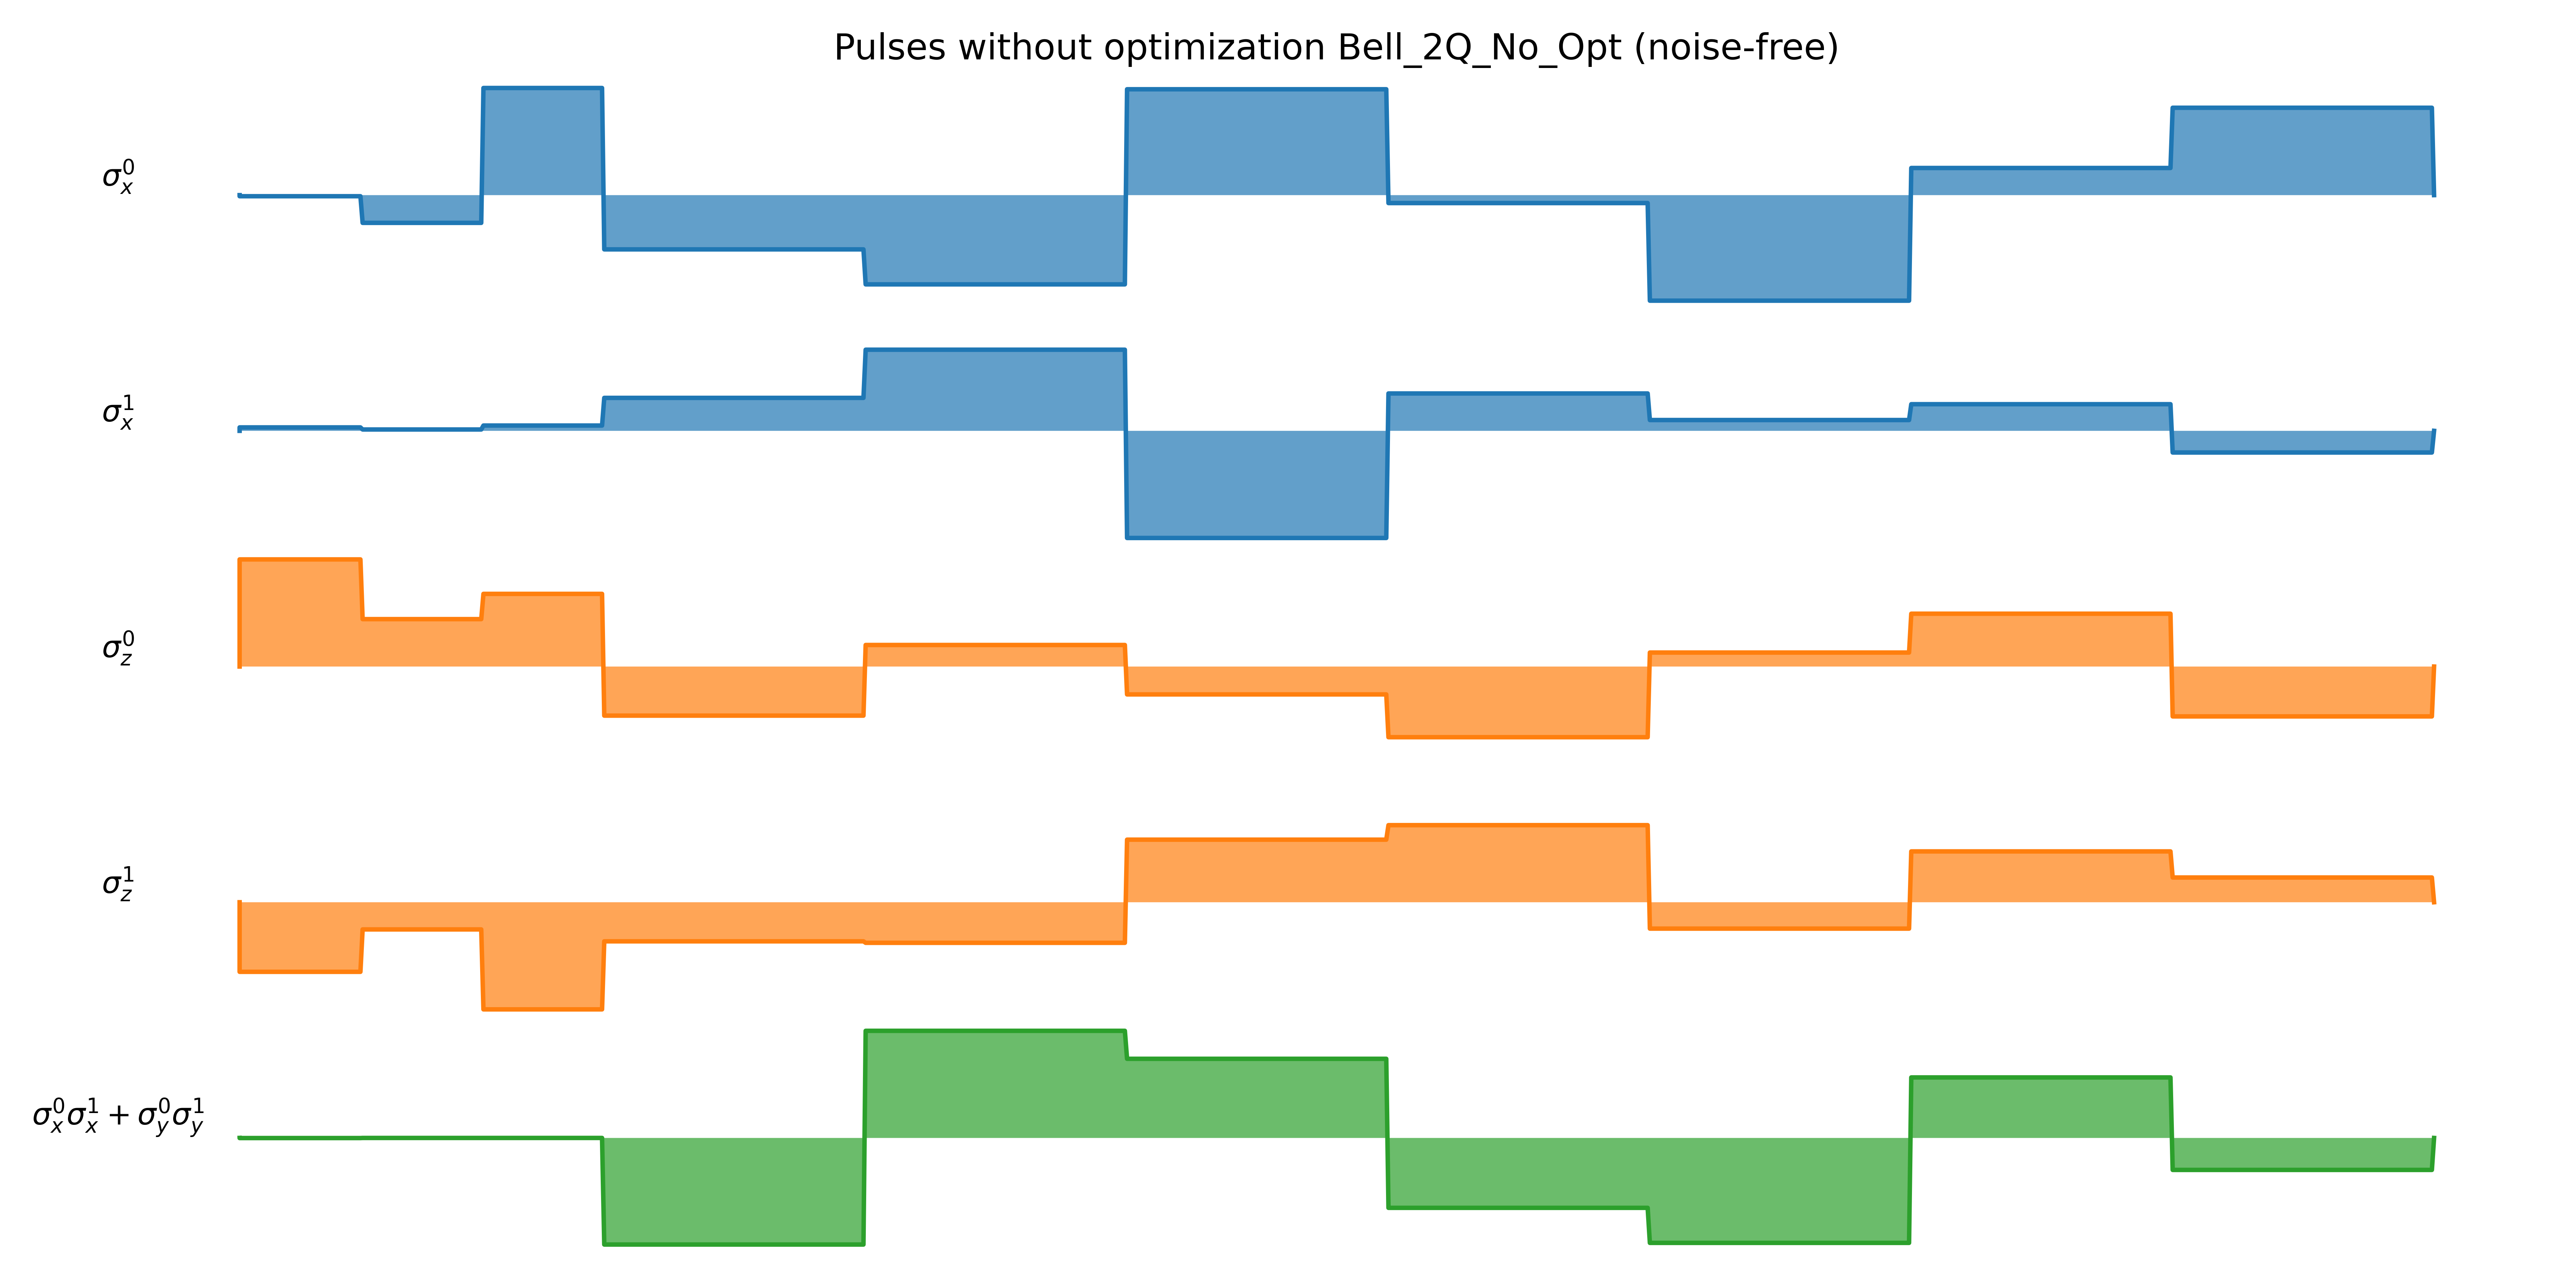 Pulses without optimization Bell_2Q_No_Opt (noise-free)
σ_x^0
σ_x^1
σ_z^0
σ_z^1
σ_x^0σ_x^1 + σ_y^0σ_y^1